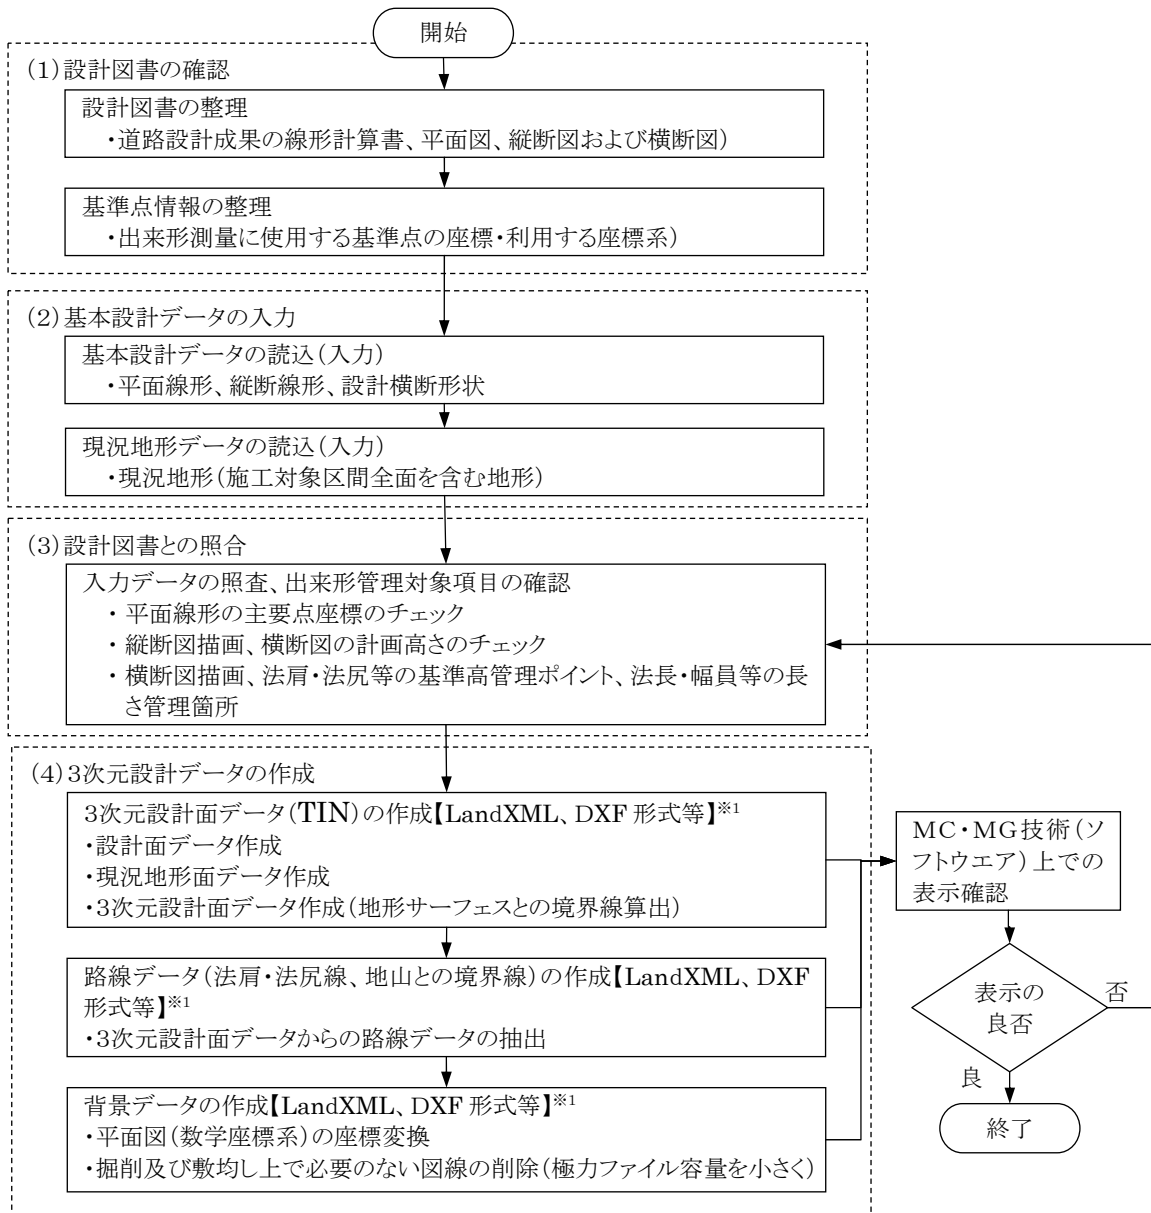 開始
(1)設計図書の確認
設計図書の整理
・道路設計成果の線形計算書、平面図、縦断図および横断図)
基準点情報の整理
・出来形測量に使用する基準点の座標・利用する座標系)
(2)基本設計データの入力
基本設計データの読込(入力)
・平面線形、縦断線形、設計横断形状
現況地形データの読込(入力)
・現況地形(施工対象区間全面を含む地形)
(3)設計図書との照合
入力データの照査、出来形管理対象項目の確認
・ 平面線形の主要点座標のチェック
・ 縦断図描画、横断図の計画高さのチェック
・ 横断図描画、法肩・法尻等の基準高管理ポイント、法長・幅員等の長
さ管理箇所
(4)3次元設計データの作成
3次元設計面データ(TIN)の作成【LandXML、DXF 形式等】※1
・設計面データ作成
・現況地形面データ作成
・3次元設計面データ作成(地形サーフェスとの境界線算出)
路線データ(法肩・法尻線、地山との境界線)の作成【LandXML、DXF
形式等】※1
・3次元設計面データからの路線データの抽出
背景データの作成【LandXML、DXF 形式等】※1
・平面図(数学座標系)の座標変換
・掘削及び敷均し上で必要のない図線の削除(極力ファイル容量を小さく)
MC・MG技術(ソ
フトウエア)上での
表示確認
表示の
良否
否
良
終了